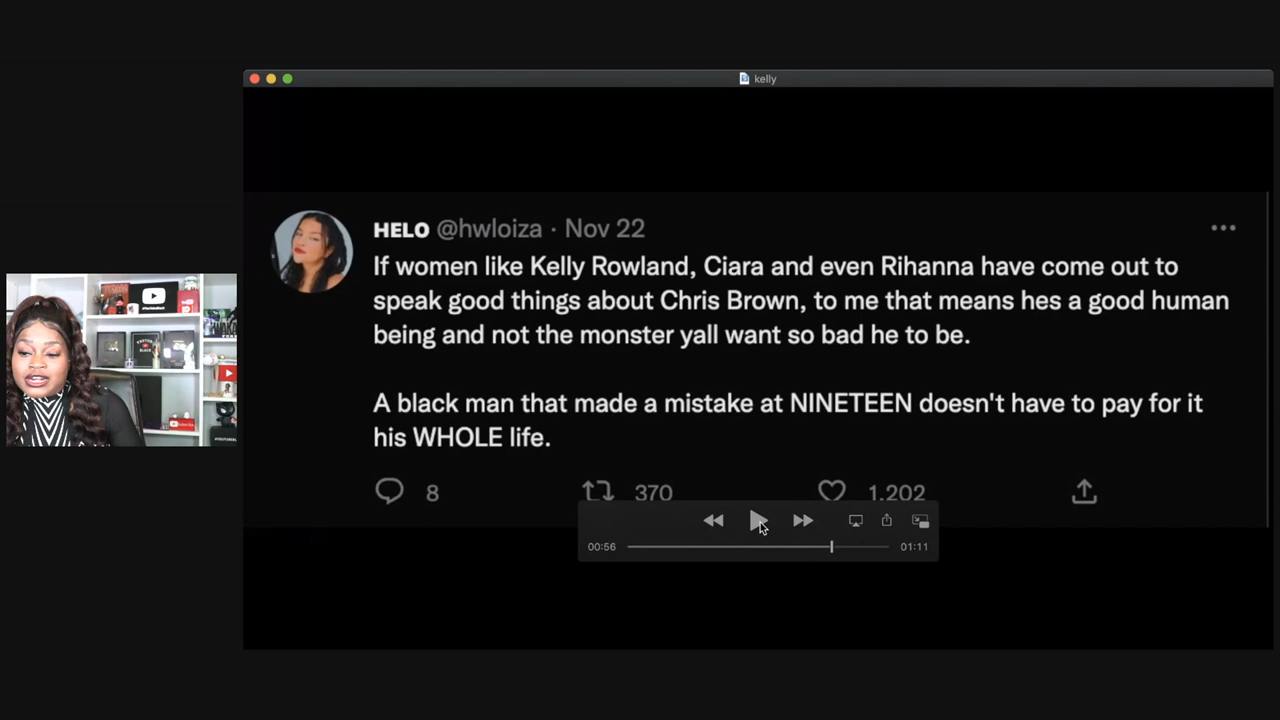 kelly
HELO @hwloiza · Nov 22
If women like Kelly Rowland, Ciara and even Rihanna have come out to
speak good things about Chris Brown, to me that means hes a good human
being and not the monster yall want so bad he to be.
A black man that made a mistake at NINETEEN doesn't have to pay for it
his WHOLE life.
8 370 1,202
00:56 01:11